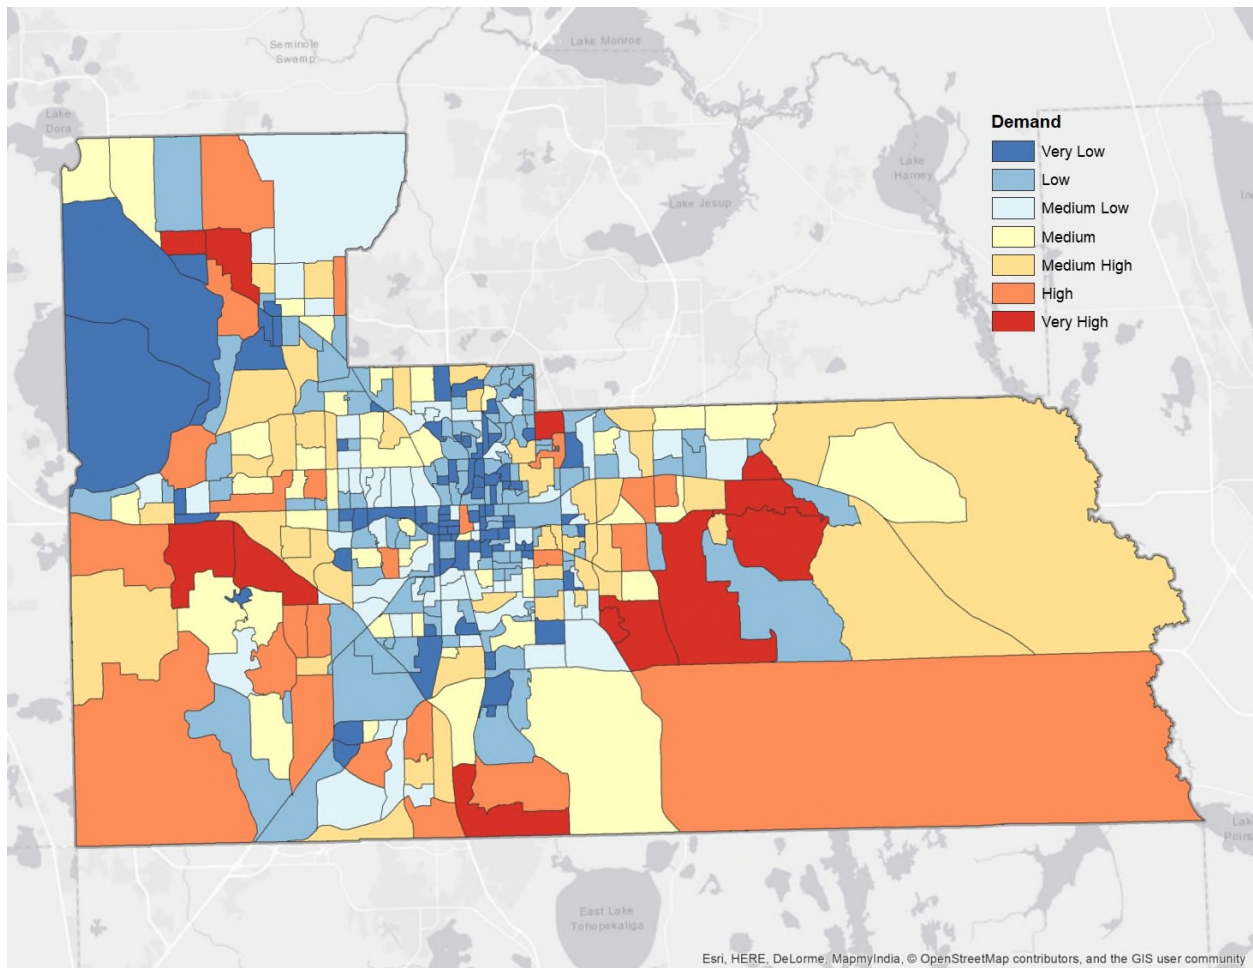 Seminole
Swamp
Lake Monroe
Lake
Dora
Demand
Very Low
Lake
Harney
Low
Medium Low
Lake Jesup
Medium
Medium High
High
Very High
East Lake
Tohopekaliga
Esri, HERE, DeLorme, MapmyIndia, © OpenStreetMap contributors, and the GIS user community